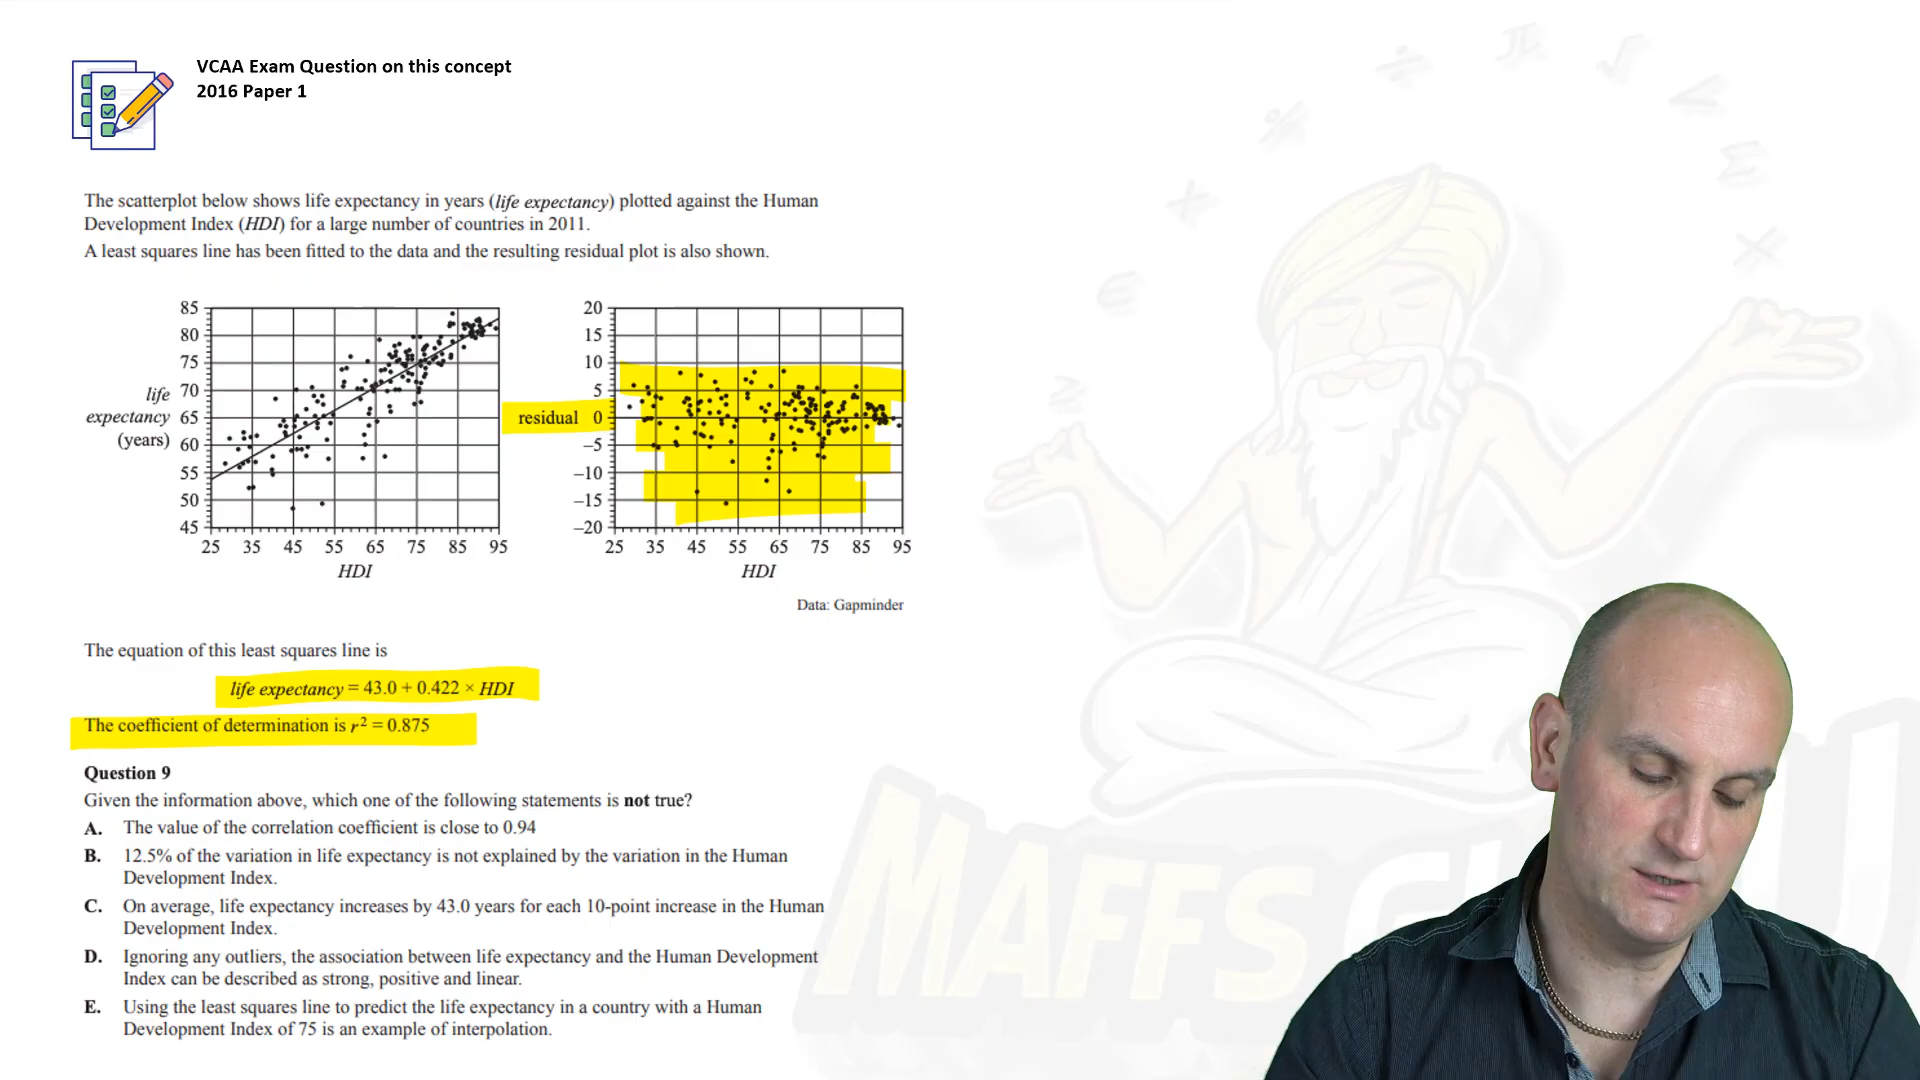 VCAA Exam Question on this concept
2016 Paper 1
The scatterplot below shows life expectancy in years (life expectancy) plotted against the Human
Development Index (HDI) for a large number of countries in 2011.
A least squares line has been fitted to the data and the resulting residual plot is also shown.
life
expectancy
(years)
85
80
75
70
65
60
55
50
45
25 35 45 55 65 75 85 95
HDI
residual
20
15
10
5
0
−5
−10
−15
−20
25 35 45 55 65 75 85 95
HDI
Data: Gapminder
The equation of this least squares line is
life expectancy = 43.0 + 0.422 × HDI
The coefficient of determination is r² = 0.875
Question 9
Given the information above, which one of the following statements is not true?
A. The value of the correlation coefficient is close to 0.94
B. 12.5% of the variation in life expectancy is not explained by the variation in the Human
Development Index.
C. On average, life expectancy increases by 43.0 years for each 10-point increase in the Human
Development Index.
D. Ignoring any outliers, the association between life expectancy and the Human Development
Index can be described as strong, positive and linear.
E. Using the least squares line to predict the life expectancy in a country with a Human
Development Index of 75 is an example of interpolation.
MAFFS G U